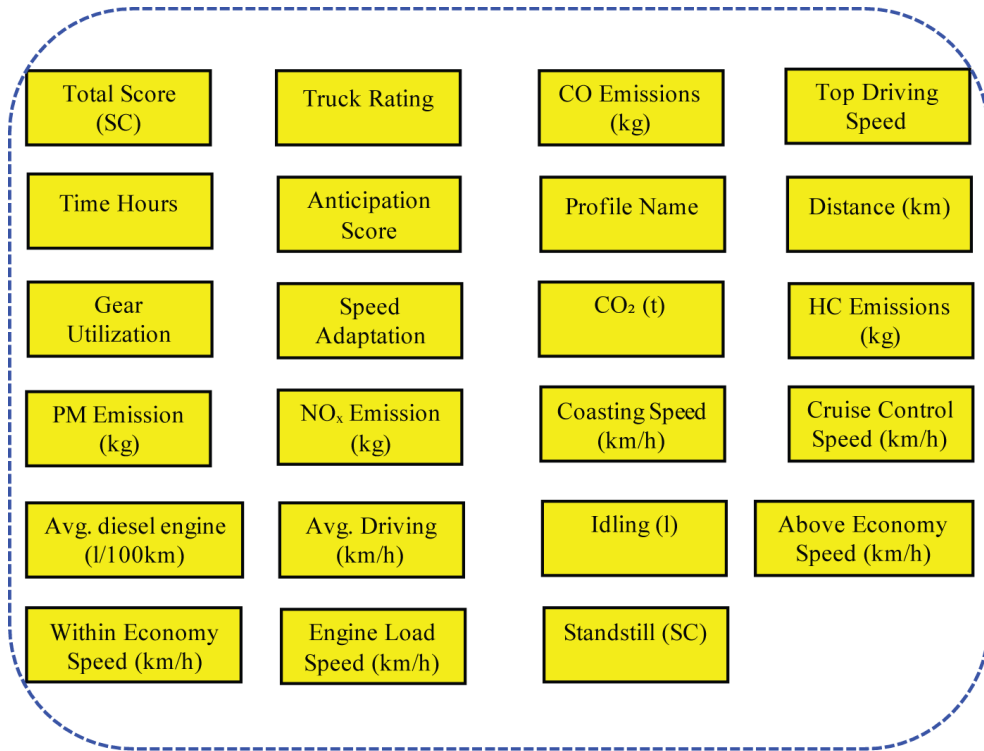 Total Score
(SC)
Truck Rating
CO Emissions
(kg)
Top Driving
Speed
Time Hours
Anticipation
Score
Profile Name
Distance (km)
Gear
Utilization
Speed
Adaptation
CO₂ (t)
HC Emissions
(kg)
PM Emission
(kg)
NOₓ Emission
(kg)
Coasting Speed
(km/h)
Cruise Control
Speed (km/h)
Avg. diesel engine
(l/100km)
Avg. Driving
(km/h)
Idling (l)
Above Economy
Speed (km/h)
Within Economy
Speed (km/h)
Engine Load
Speed (km/h)
Standstill (SC)